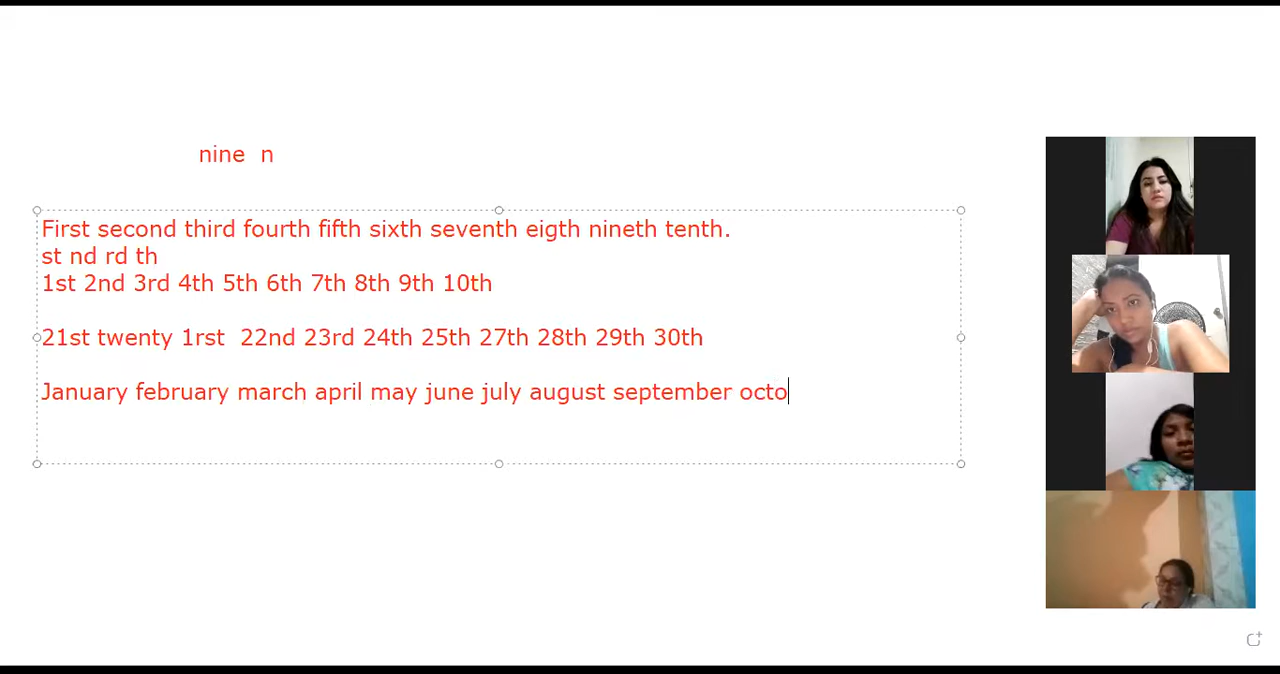 nine n
First second third fourth fifth sixth seventh eigth nineth tenth.
st nd rd th
1st 2nd 3rd 4th 5th 6th 7th 8th 9th 10th
21st twenty 1rst 22nd 23rd 24th 25th 27th 28th 29th 30th
January february march april may june july august september octo